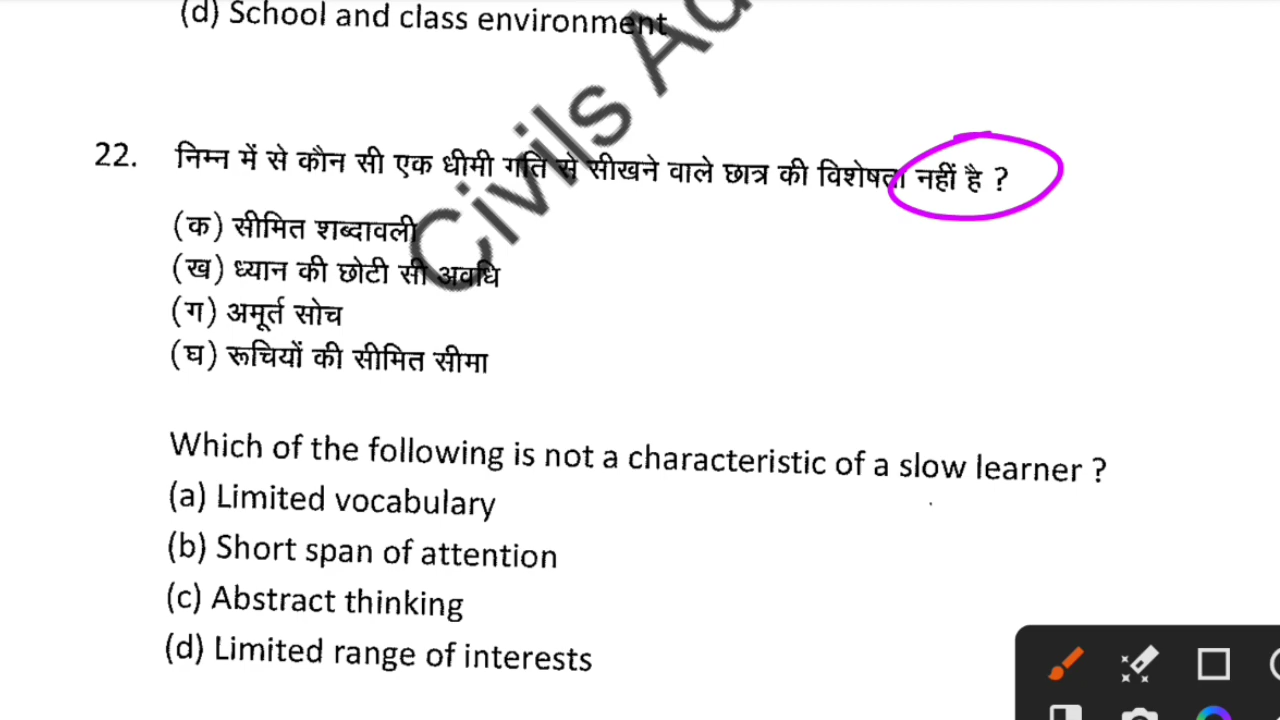 (d) School and class environment
Civils
22. निम्न में से कौन सी एक धीमी गति से सीखने वाले छात्र की विशेषता नहीं है ?
(क) सीमित शब्दावली
(ख) ध्यान की छोटी सी अवधि
(ग) अमूर्त सोच
(घ) रूचियों की सीमित सीमा
Which of the following is not a characteristic of a slow learner ?
(a) Limited vocabulary
(b) Short span of attention
(c) Abstract thinking
(d) Limited range of interests